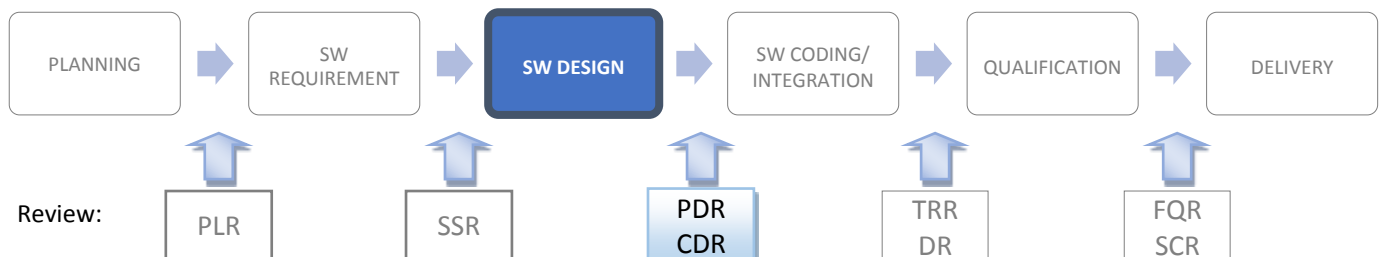 PLANNING
SW
REQUIREMENT
SW DESIGN
SW CODING/
INTEGRATION
QUALIFICATION
DELIVERY
Review:
PLR
SSR
PDR
CDR
TRR
DR
FQR
SCR